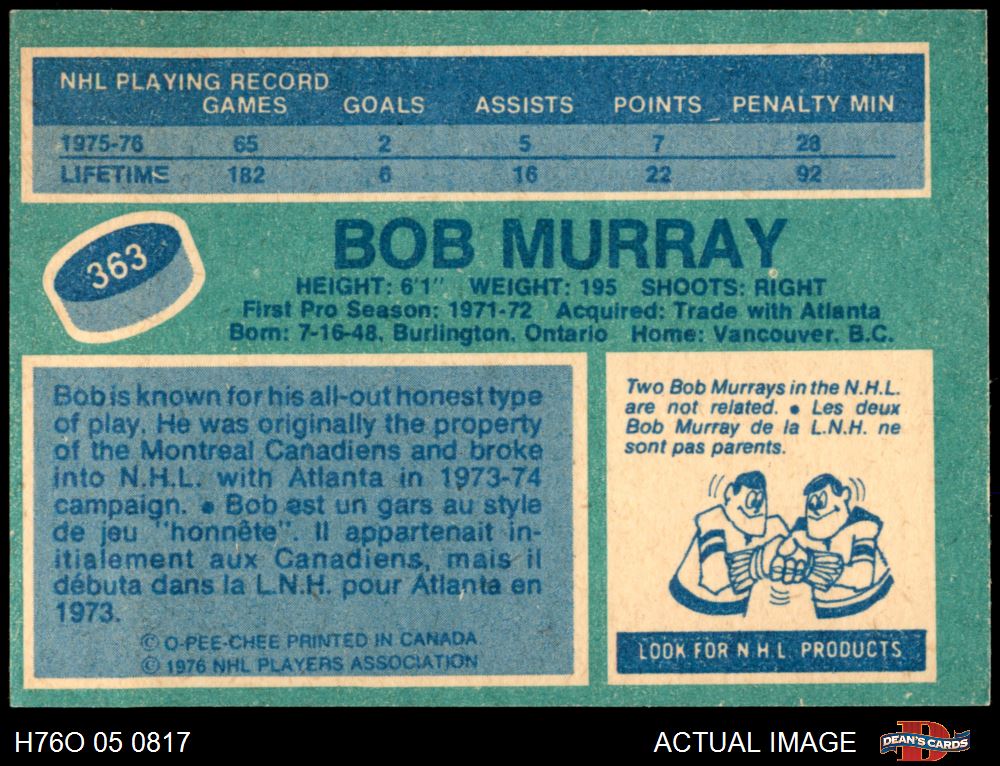 NHL PLAYING RECORD
GAMES GOALS ASSISTS POINTS PENALTY MIN
1975-76 65 2 5 7 28
LIFETIME 182 6 16 22 92
363
BOB MURRAY
HEIGHT: 6'1" WEIGHT: 195 SHOOTS: RIGHT
First Pro Season: 1971-72 Acquired: Trade with Atlanta
Born: 7-16-48, Burlington, Ontario Home: Vancouver, B.C.
Bob is known for his all-out honest type
of play. He was originally the property
of the Montreal Canadiens and broke
into N.H.L. with Atlanta in 1973-74
campaign. • Bob est un gars au style
de jeu "honnête". Il appartenait in-
itialement aux Canadiens, mais il
débuta dans la L.N.H. pour Atlanta en
1973.
© O-PEE-CHEE PRINTED IN CANADA
© 1976 NHL PLAYERS ASSOCIATION
Two Bob Murrays in the N.H.L.
are not related. • Les deux
Bob Murray de la L.N.H. ne
sont pas parents.
LOOK FOR N H L PRODUCTS
H76O 05 0817
ACTUAL IMAGE
DEAN'S CARDS